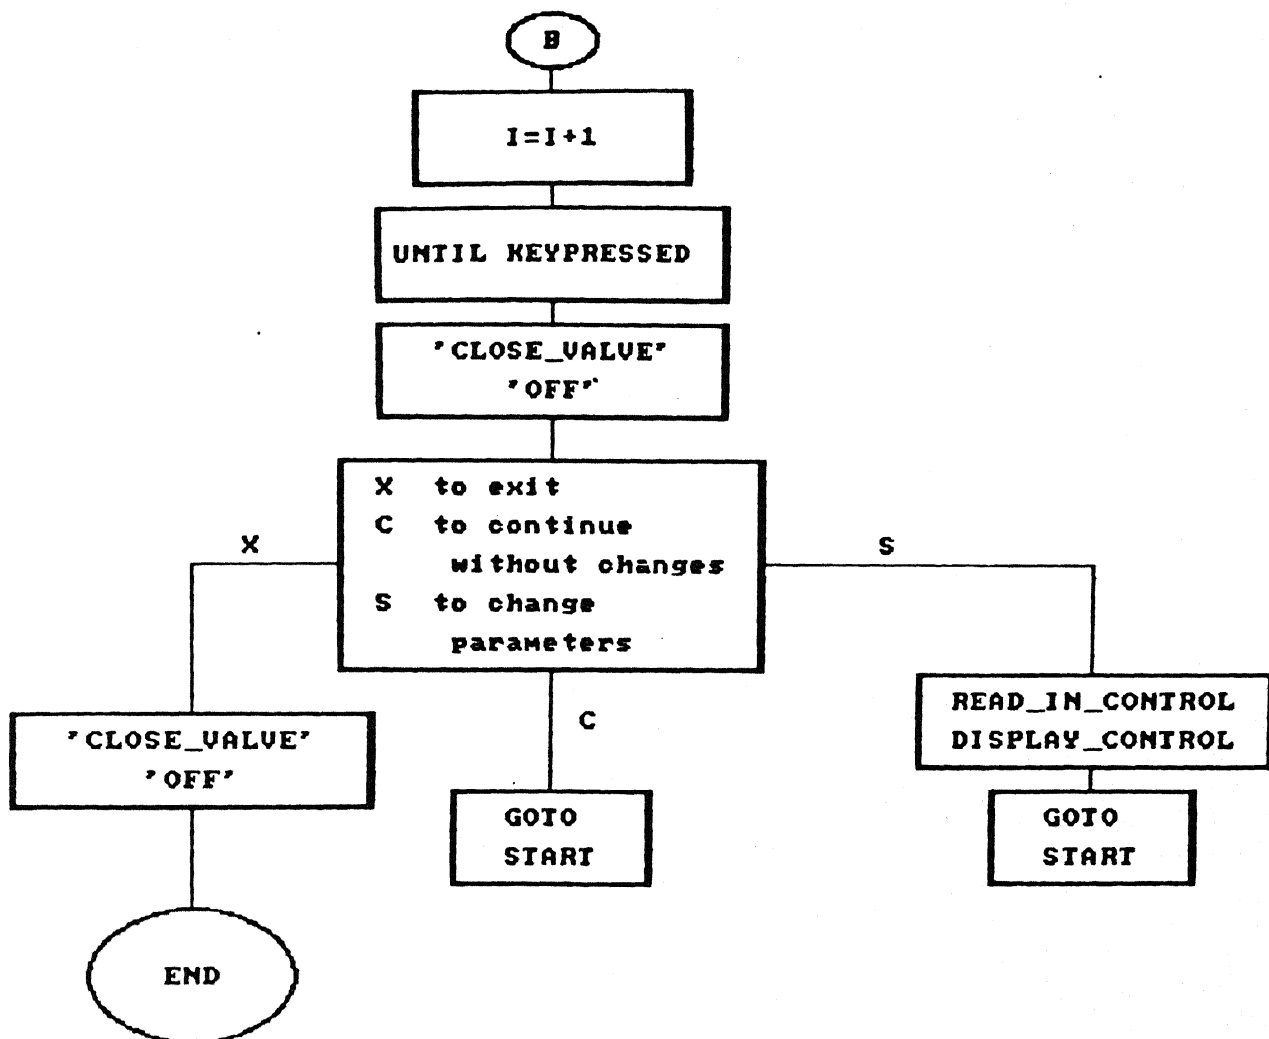 B
I=I+1
UNTIL KEYPRESSED
"CLOSE_VALVE"
"OFF"
X to exit
C to continue
without changes
S to change
parameters
X
S
C
"CLOSE_VALVE"
"OFF"
READ_IN_CONTROL
DISPLAY_CONTROL
GOTO
START
GOTO
START
END